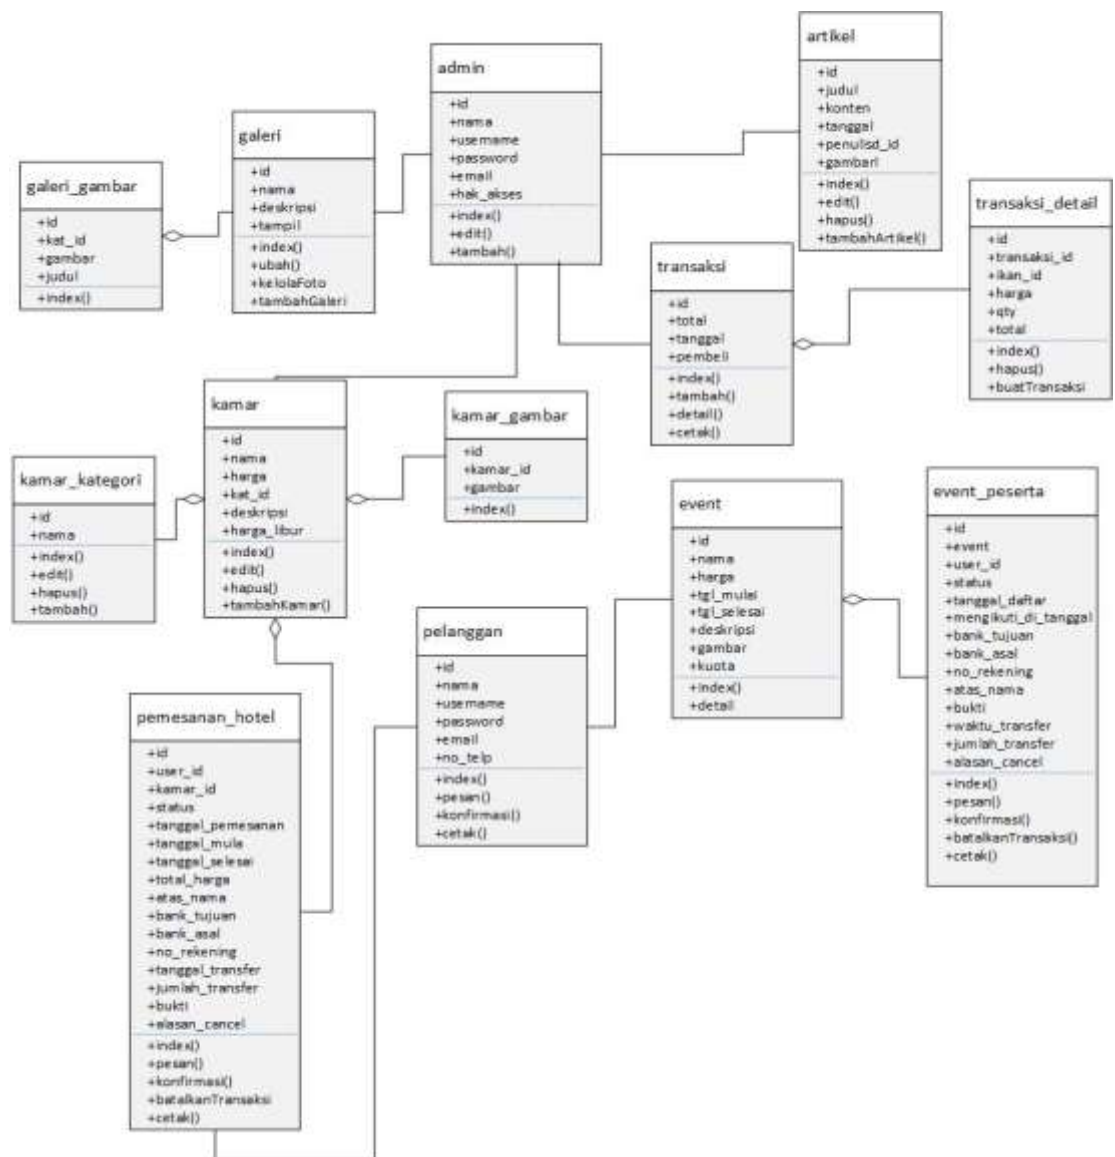 artikel
+id
+judul
+konten
+tanggal
+penulisd_id
+gambarl
+index()
+edit()
+hapus()
+tambahArtikel()
admin
+id
+nama
+username
+password
+email
+hak_akses
+index()
+edit()
+tambah()
galeri
+id
+nama
+deskripsi
+tampil
+index()
+ubah()
+kelolaFoto
+tambahGaleri
galeri_gambar
+id
+kat_id
+gambar
+judul
+index()
transaksi_detail
+id
+transaksi_id
+ikan_id
+harga
+qty
+total
+index()
+hapus()
+buatTransaksi
transaksi
+id
+total
+tanggal
+pembeli
+index()
+tambah()
+detail()
+cetak()
kamar
+id
+nama
+harga
+kat_id
+deskripsi
+harga_libur
+index()
+edit()
+hapus()
+tambahKamar()
kamar_gambar
+id
+kamar_id
+gambar
+index()
kamar_kategori
+id
+nama
+index()
+edit()
+hapus()
+tambah()
event
+id
+nama
+harga
+tgl_mulai
+tgl_selesai
+deskripsi
+gambar
+kuota
+index()
+detail
event_peserta
+id
+event
+user_id
+status
+tanggal_daftar
+mengikuti_di_tanggal
+bank_tujuan
+bank_asal
+no_rekening
+atas_nama
+bukti
+waktu_transfer
+jumlah_transfer
+alasan_cancel
+index()
+pesan()
+konfirmasi()
+batalkanTransaksi()
+cetak()
pelanggan
+id
+nama
+username
+password
+email
+no_telp
+index()
+pesan()
+konfirmasi()
+cetak()
pemesanan_hotel
+id
+user_id
+kamar_id
+status
+tanggal_pemesanan
+tanggal_mula
+tanggal_selesai
+total_harga
+atas_nama
+bank_tujuan
+bank_asal
+no_rekening
+tanggal_transfer
+jumlah_transfer
+bukti
+alasan_cancel
+index()
+pesan()
+konfirmasi()
+batalkanTransaksi
+cetak()